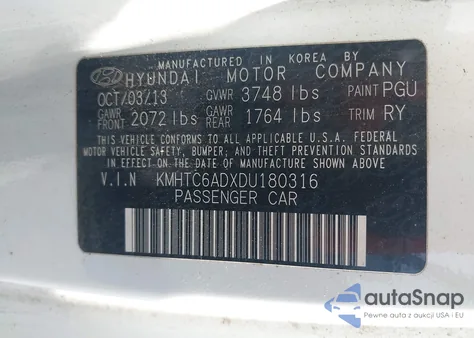 MANUFACTURED IN KOREA BY
HYUNDAI MOTOR COMPANY
OCT/03/13 GVWR 3748 lbs PAINT PGU
GAWR FRONT 2072 lbs GAWR REAR 1764 lbs TRIM RY
THIS VEHICLE CONFORMS TO ALL APPLICABLE U.S.A. FEDERAL
MOTOR VEHICLE SAFETY, BUMPER, AND THEFT PREVENTION STANDARDS
IN EFFECT ON THE DATE OF MANUFACTURE SHOWN ABOVE.
V.I.N KMHTC6ADXDU180316
PASSENGER CAR
autoSnap
Pewne auta z aukcji USA i EU